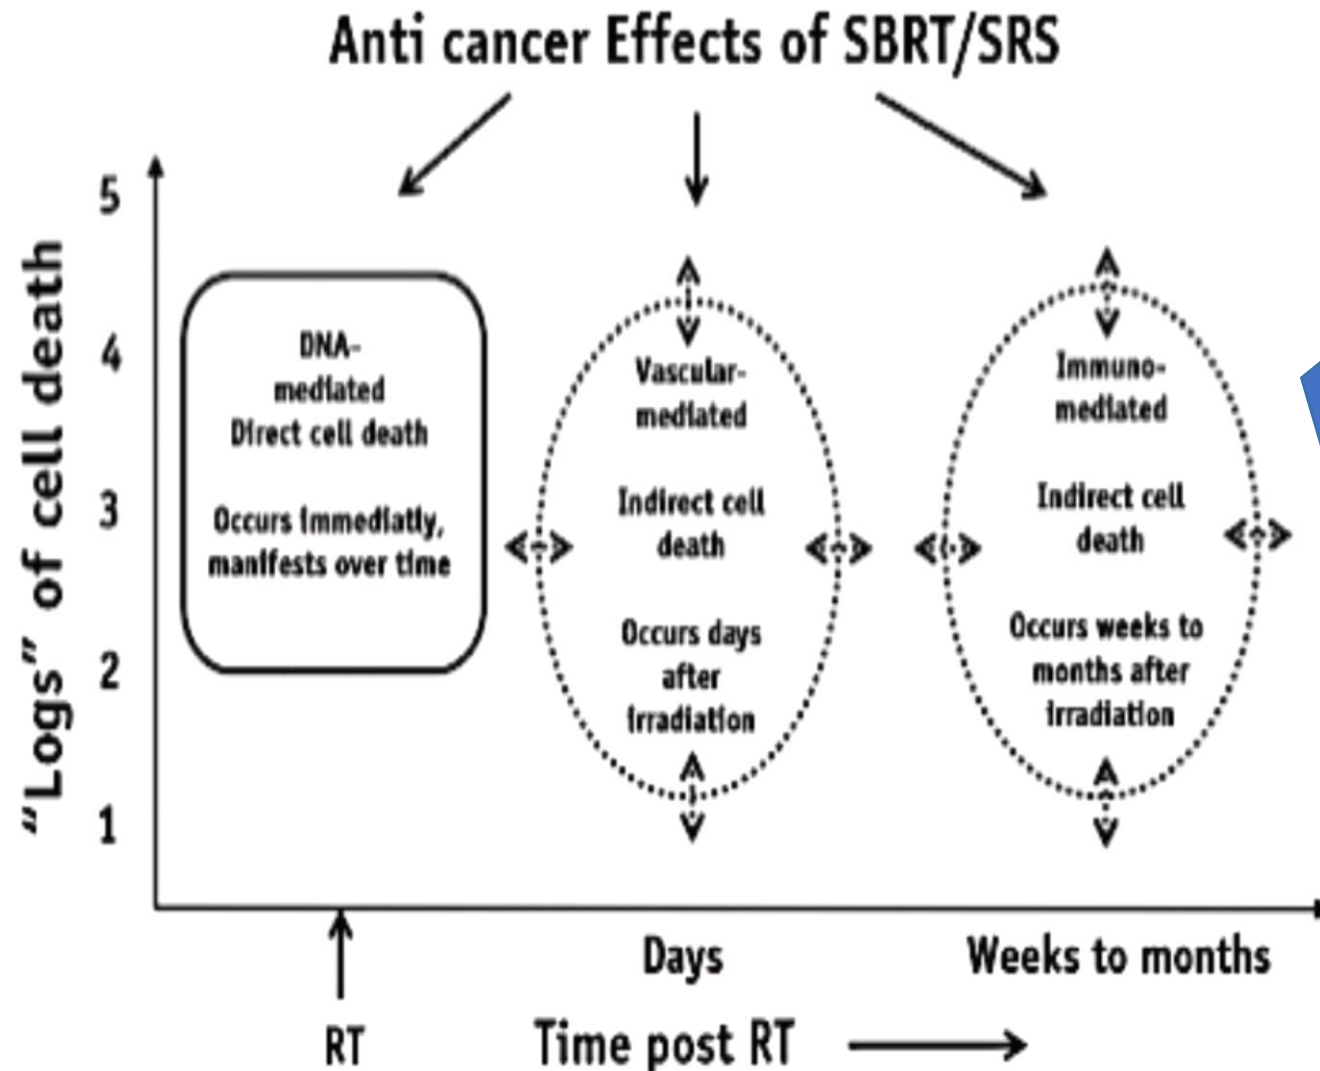 Anti cancer Effects of SBRT/SRS
"Logs" of cell death
5
4
3
2
1
DNA-
mediated
Direct cell death
Occurs immediatly,
manifests over time
Vascular-
mediated
Indirect cell
death
Occurs days
after
irradiation
Immuno-
mediated
Indirect cell
death
Occurs weeks to
months after
irradiation
Days
Weeks to months
RT
Time post RT